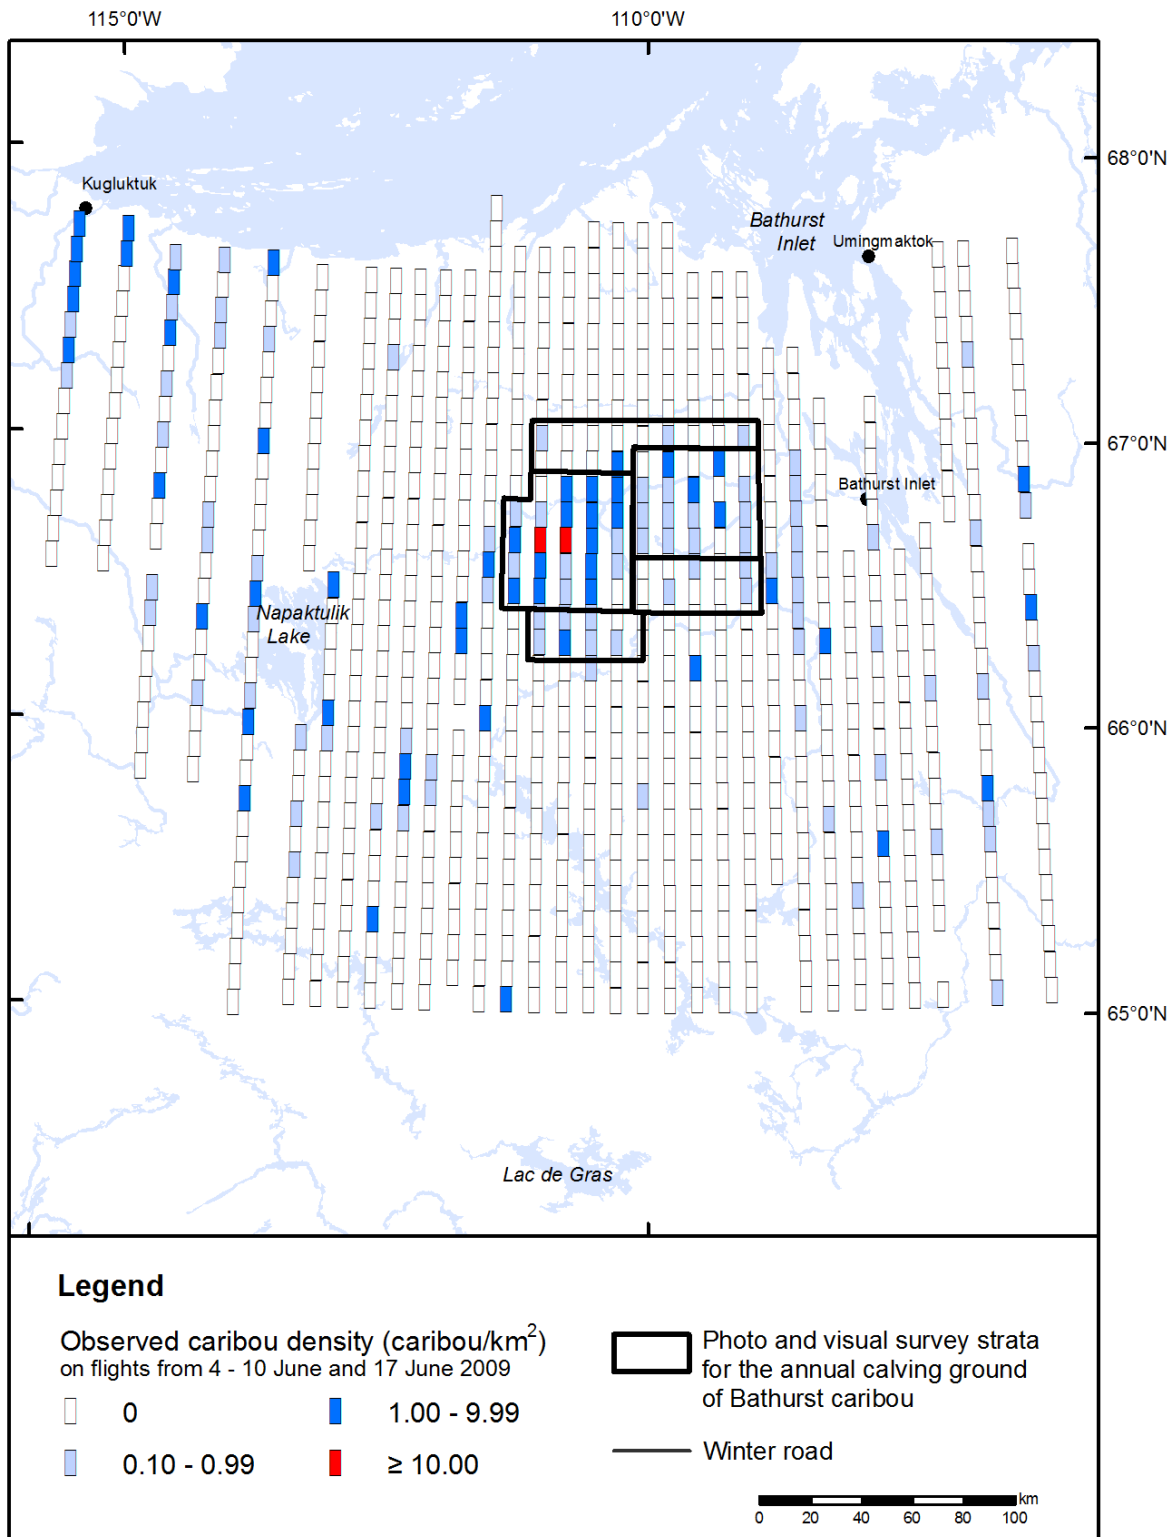 115°0'W
110°0'W
68°0'N
Kugluktuk
Bathurst
Inlet
Umingmaktok
67°0'N
Bathurst Inlet
Napaktulik
Lake
66°0'N
65°0'N
Lac de Gras
Legend
Observed caribou density (caribou/km²)
on flights from 4 - 10 June and 17 June 2009
0
1.00 - 9.99
0.10 - 0.99
≥ 10.00
Photo and visual survey strata
for the annual calving ground
of Bathurst caribou
Winter road
km
0 20 40 60 80 100